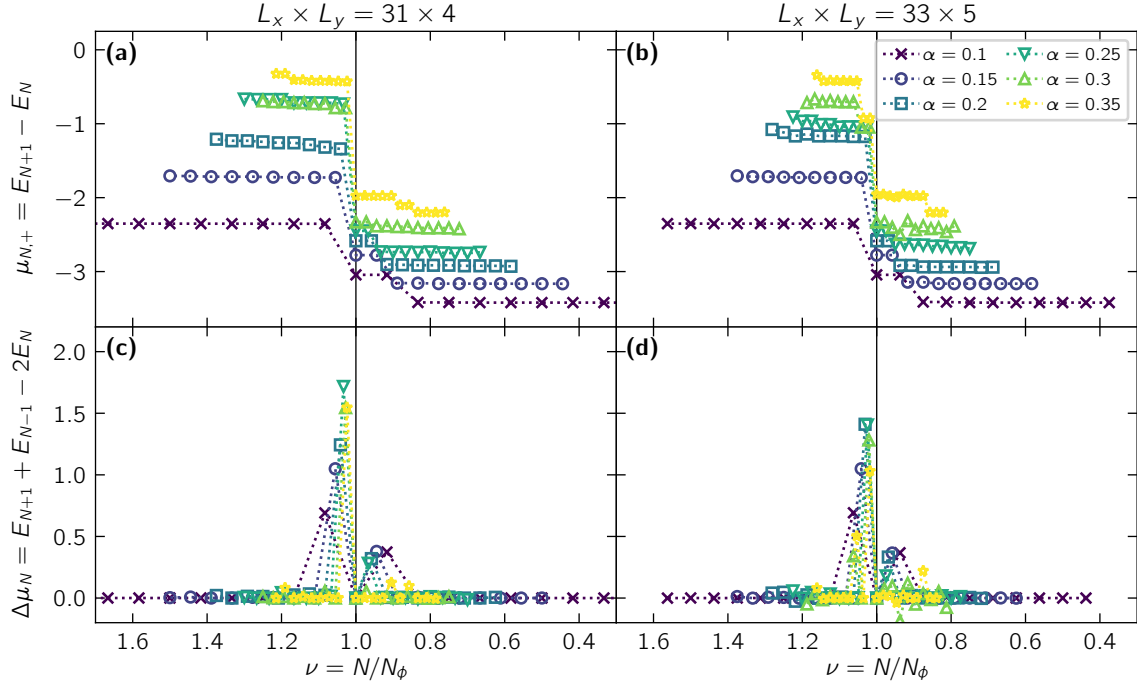 L_x × L_y = 31 × 4
L_x × L_y = 33 × 5
(a)
(b)
α = 0.1
α = 0.15
α = 0.2
α = 0.25
α = 0.3
α = 0.35
μ_{N,+} = E_{N+1} − E_N
0
−1
−2
−3
(c)
(d)
Δμ_N = E_{N+1} + E_{N−1} − 2E_N
2.0
1.5
1.0
0.5
0.0
1.6 1.4 1.2 1.0 0.8 0.6 0.4
1.6 1.4 1.2 1.0 0.8 0.6 0.4
ν = N/N_ϕ
ν = N/N_ϕ